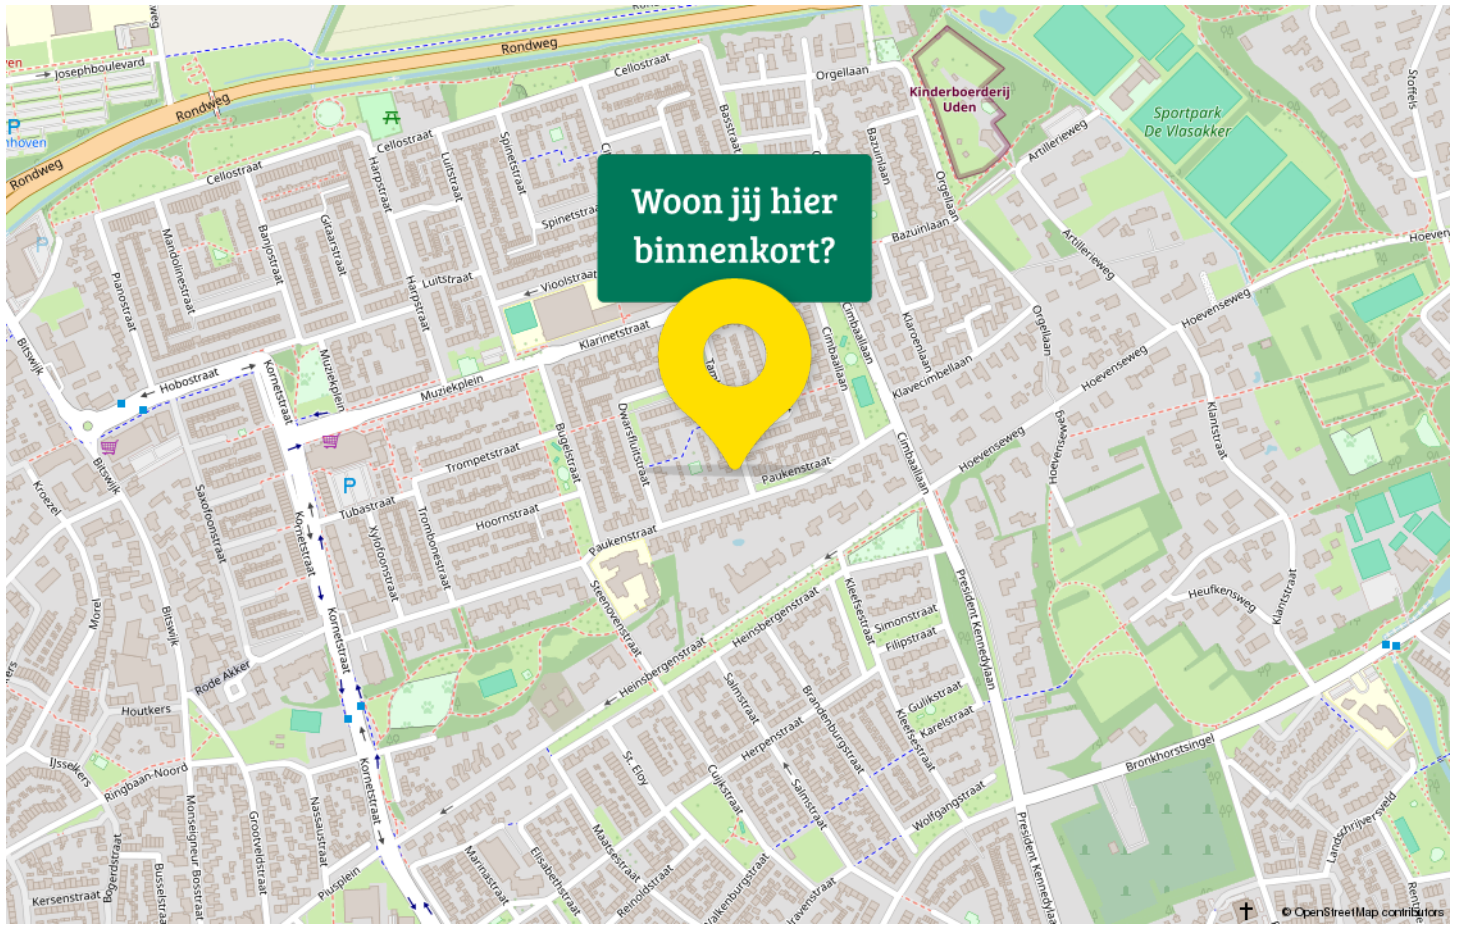 Josephboulevard
Rondweg
Rondweg
Rondweg
nhoven
P
P
Cellostraat
Cellostraat
Cellostraat
Orgellaan
Kinderboerderij
Uden
Sportpark
De Vlasakker
Stoffels
Artillerieweg
Artillerieweg
Basstraat
Bazuinlaan
Bazuinlaan
Orgellaan
Orgellaan
Harpstraat
Harpstraat
Luitstraat
Luitstraat
Spinetstraat
Woon jij hier
binnenkort?
Vioolstraat
Klarinetstraat
Mandolinestraat
Banjostraat
Gitaarstraat
Pianostraat
Bitswijk
Hobostraat
Kornetstraat
Muziekplein
Muziekplein
Cimbaallaan
Cimbaallaan
Cimbaallaan
Klaroenlaan
Klavecimbellaan
Hoevenseweg
Hoevenseweg
Hoevenseweg
Hoevenseweg
Klantstraat
Klantstraat
Dwarsfluitstraat
Bugelstraat
Trompetstraat
P
Tubastraat
Hoornstraat
Trombonestraat
Xylofoonstraat
Saxofoonstraat
Kornetstraat
Kornetstraat
Kornetstraat
Paukenstraat
Paukenstraat
Steenovenstraat
Heinsbergenstraat
Heinsbergenstraat
Kroezel
Bitswijk
Bitswijk
Morel
Rode Akker
Houtkers
IJsselkers
Ringbaan-Noord
Kleefsestraat
Kleefsestraat
Simonstraat
Filipstraat
Gulikstraat
Karelstraat
President Kennedylaan
Heufkensweg
Bronkhorstsingel
Salmstraat
Salmstraat
Brandenburgstraat
Herpenstraat
St. Eloy
Cuijkstraat
Wolfgangstraat
Monseigneur Bosstraat
Grootveldstraat
Nassaustraat
Piusplein
Bogerdstraat
Busselstraat
Kersenstraat
Marinastraat
Elisabethstraat
Maatsestraat
Reinoldstraat
Landschrijversveld
© OpenStreetMap contributors